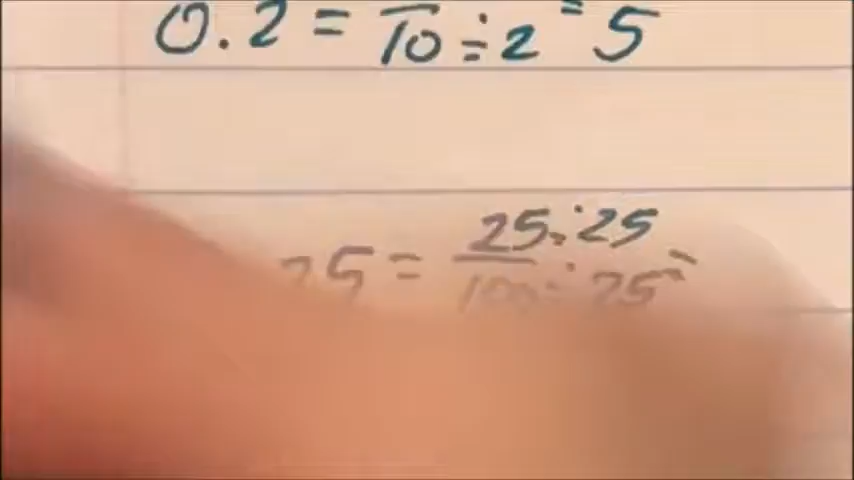 0.2 = 10 ÷ 2 = 5
25 = 25 ÷ 25
100 ÷ 25 =